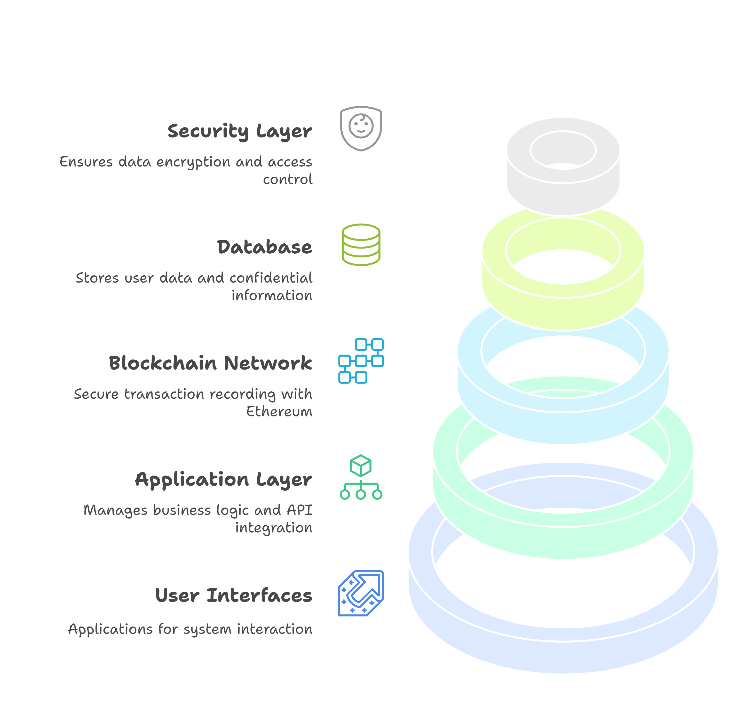 Security Layer
Ensures data encryption and access
control
Database
Stores user data and confidential
information
Blockchain Network
Secure transaction recording with
Ethereum
Application Layer
Manages business logic and API
integration
User Interfaces
Applications for system interaction